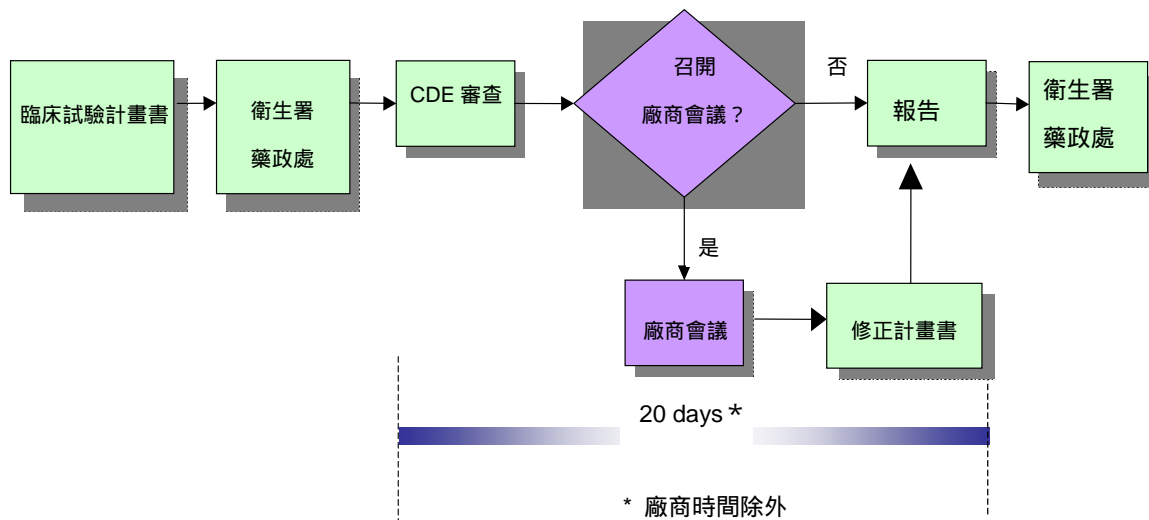 臨床試驗計畫書
衛生署
藥政處
CDE 審查
召開
廠商會議？
否
報告
衛生署
藥政處
是
廠商會議
修正計畫書
20 days *
* 廠商時間除外